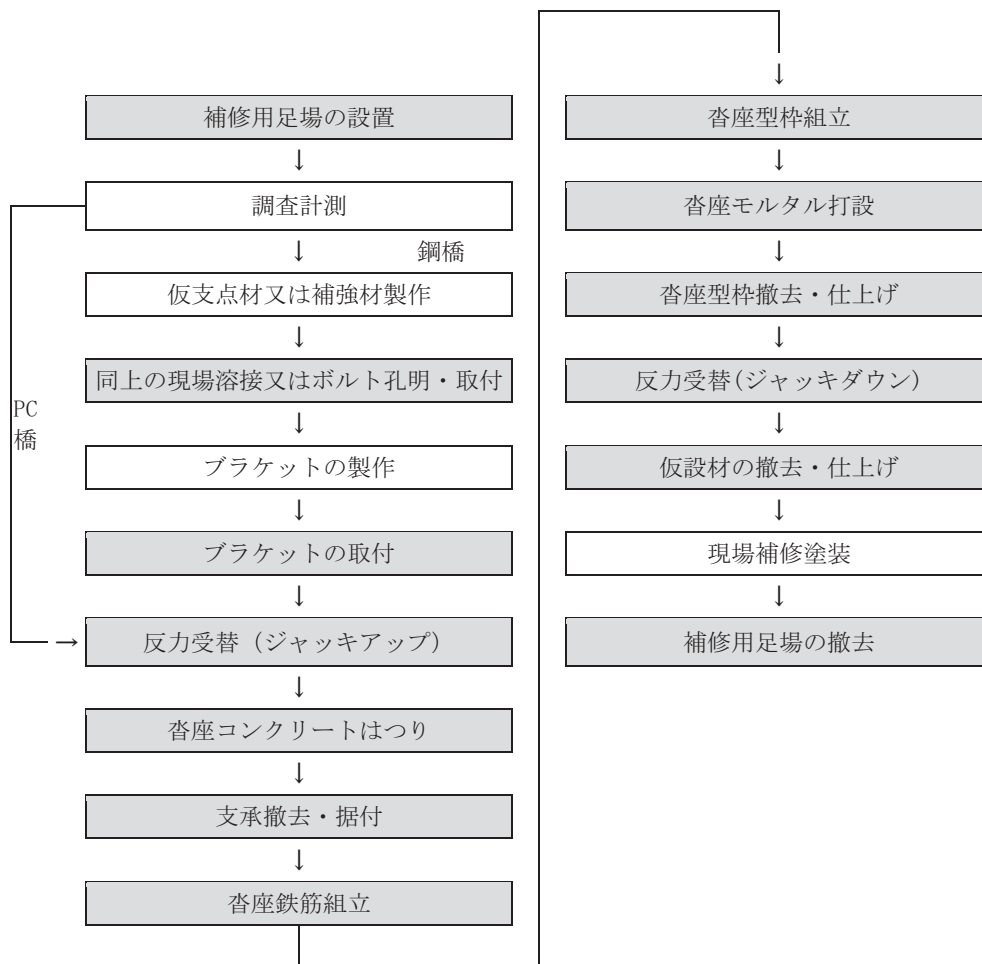 補修用足場の設置
↓
調査計測
↓ 鋼橋
仮支点材又は補強材製作
↓
同上の現場溶接又はボルト孔明・取付
↓
PC
橋
ブラケットの製作
↓
ブラケットの取付
↓
→ 反力受替（ジャッキアップ）
↓
沓座コンクリートはつり
↓
支承撤去・据付
↓
沓座鉄筋組立
↓
沓座型枠組立
↓
沓座モルタル打設
↓
沓座型枠撤去・仕上げ
↓
反力受替(ジャッキダウン)
↓
仮設材の撤去・仕上げ
↓
現場補修塗装
↓
補修用足場の撤去